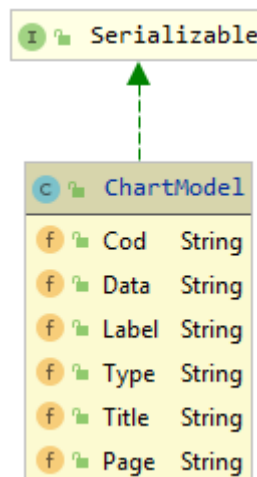 I Serializable
C ChartModel
f Cod String
f Data String
f Label String
f Type String
f Title String
f Page String